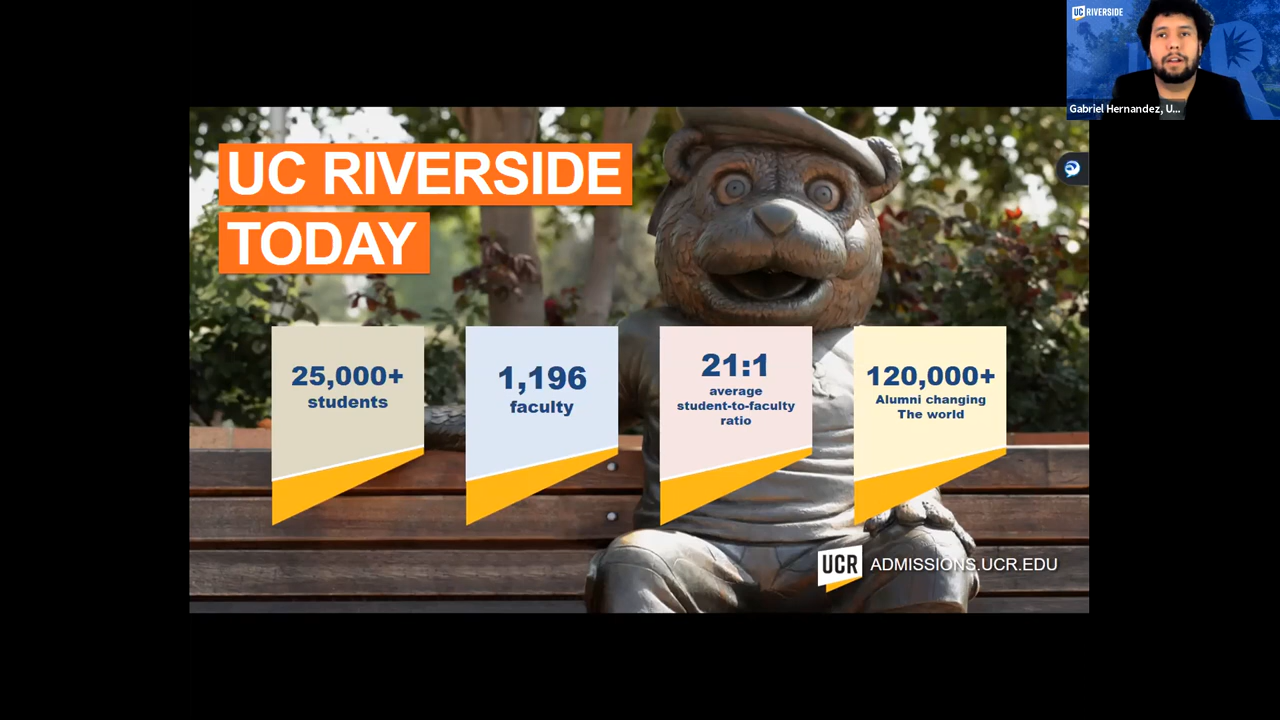 UC RIVERSIDE
Gabriel Hernandez, U...
UC RIVERSIDE
TODAY
25,000+
students
1,196
faculty
21:1
average
student-to-faculty
ratio
120,000+
Alumni changing
The world
UCR
ADMISSIONS.UCR.EDU